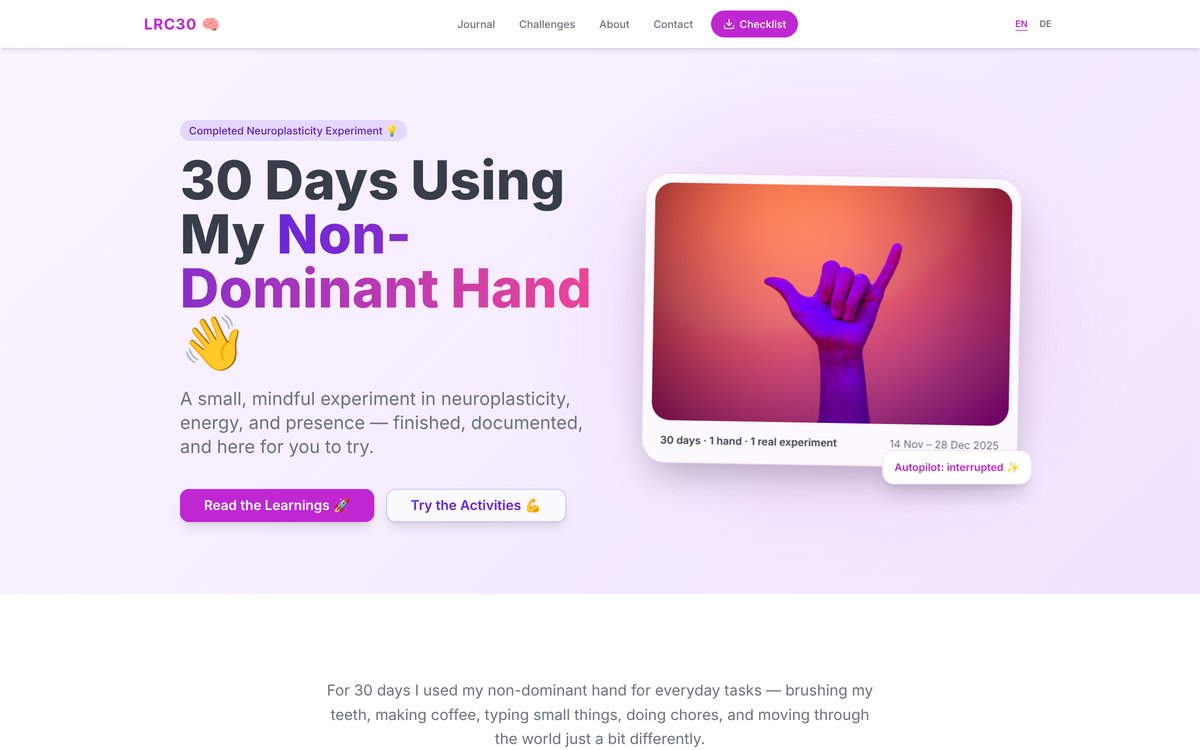 LRC30 🧠
Journal
Challenges
About
Contact
Checklist
EN
DE
Completed Neuroplasticity Experiment 💡
30 Days Using
My Non-
Dominant Hand
👋
A small, mindful experiment in neuroplasticity,
energy, and presence — finished, documented,
and here for you to try.
Read the Learnings 🚀
Try the Activities 💪
30 days · 1 hand · 1 real experiment
14 Nov – 28 Dec 2025
Autopilot: interrupted ✨
For 30 days I used my non-dominant hand for everyday tasks — brushing my
teeth, making coffee, typing small things, doing chores, and moving through
the world just a bit differently.